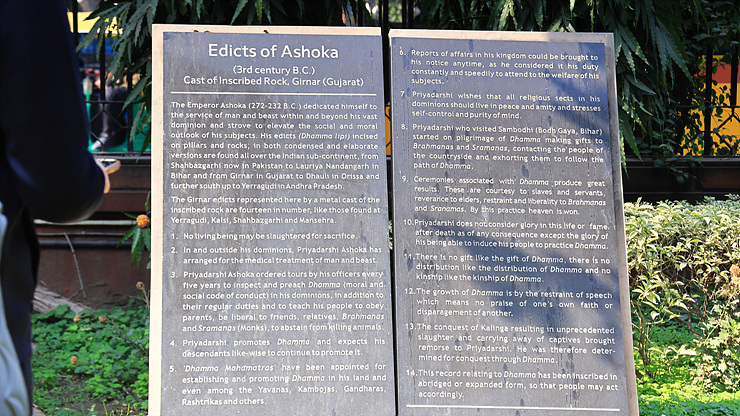 Edicts of Ashoka
(3rd century B.C.)
Cast of Inscribed Rock, Girnar (Gujarat)
The Emperor Ashoka (272-232 B.C.) dedicated himself to
the service of man and beast within and beyond his vast
dominion and strove to elevate the social and moral
outlook of his subjects. His edicts (Dhamma lip) incised
on pillars and rocks; in both condensed and elaborate
versions are found all over the Indian sub-continent, from
Shahbazgarhi now in Pakistan to Lauriya Nandangarh in
Bihar and from Girnar in Gujarat to Dhauli in Orissa and
further south up to Yerragudi in Andhra Pradesh.
The Girnar edicts represented here by a metal cast of the
inscribed rock are fourteen in number, like those found at
Yerragudi, Kalsi, Shahbazgarhi and Mansehra.
1. No living being may be slaughtered for sacrifice.
2. In and outside his dominions, Priyadarshi Ashoka has
arranged for the medical treatment of man and beast.
3. Priyadarshi Ashoka ordered tours by his officers every
five years to inspect and preach Dhamma (moral and
social code of conduct) in his dominions, in addition to
their regular duties and to teach his people to obey
parents, be liberal to friends, relatives, Brahmanas
and Sramanas (Monks), to abstain from killing animals.
4. Priyadarshi promotes Dhamma and expects his
descendants like-wise to continue to promote it.
5. 'Dhamma Mahamatras' have been appointed for
establishing and promoting Dhamma in his land and
even among the Yavanas, Kambojas, Gandharas,
Rashtrikas and others.
6. Reports of affairs in his kingdom could be brought to
his notice anytime, as he considered it his duty
constantly and speedily to attend to the welfare of his
subjects.
7. Priyadarshi wishes that all religious sects in his
dominions should live in peace and amity and stresses
self-control and purity of mind.
8. Priyadarshi who visited Sambodhi (Bodh Gaya, Bihar)
started on pilgrimage of Dhamma making gifts to
Brahmanas and Sramanas, contacting the people of
the countryside and exhorting them to follow the
path of Dhamma.
9. Ceremonies associated with Dhamma produce great
results. These are courtesy to slaves and servants,
reverence to elders, restraint and liberality to Brahmanas
and Sranamas. By this practice heaven is won.
10. Priyadarshi does not consider glory in this life or fame
after death as of any consequence except the glory of
his being able to induce his people to practice Dhamma.
11. There is no gift like the gift of Dhamma, there is no
distribution like the distribution of Dhamma and no
kinship like the kinship of Dhamma.
12. The growth of Dhamma is by the restraint of speech
which means no praise of one's own faith or
disparagement of another.
13. The conquest of Kalinga resulting in unprecedented
slaughter and carrying away of captives brought
remorse to Priyadarshi. He was therefore deter-
mined for conquest through Dhamma.
14. This record relating to Dhamma has been inscribed in
abridged or expanded form, so that people may act
accordingly.